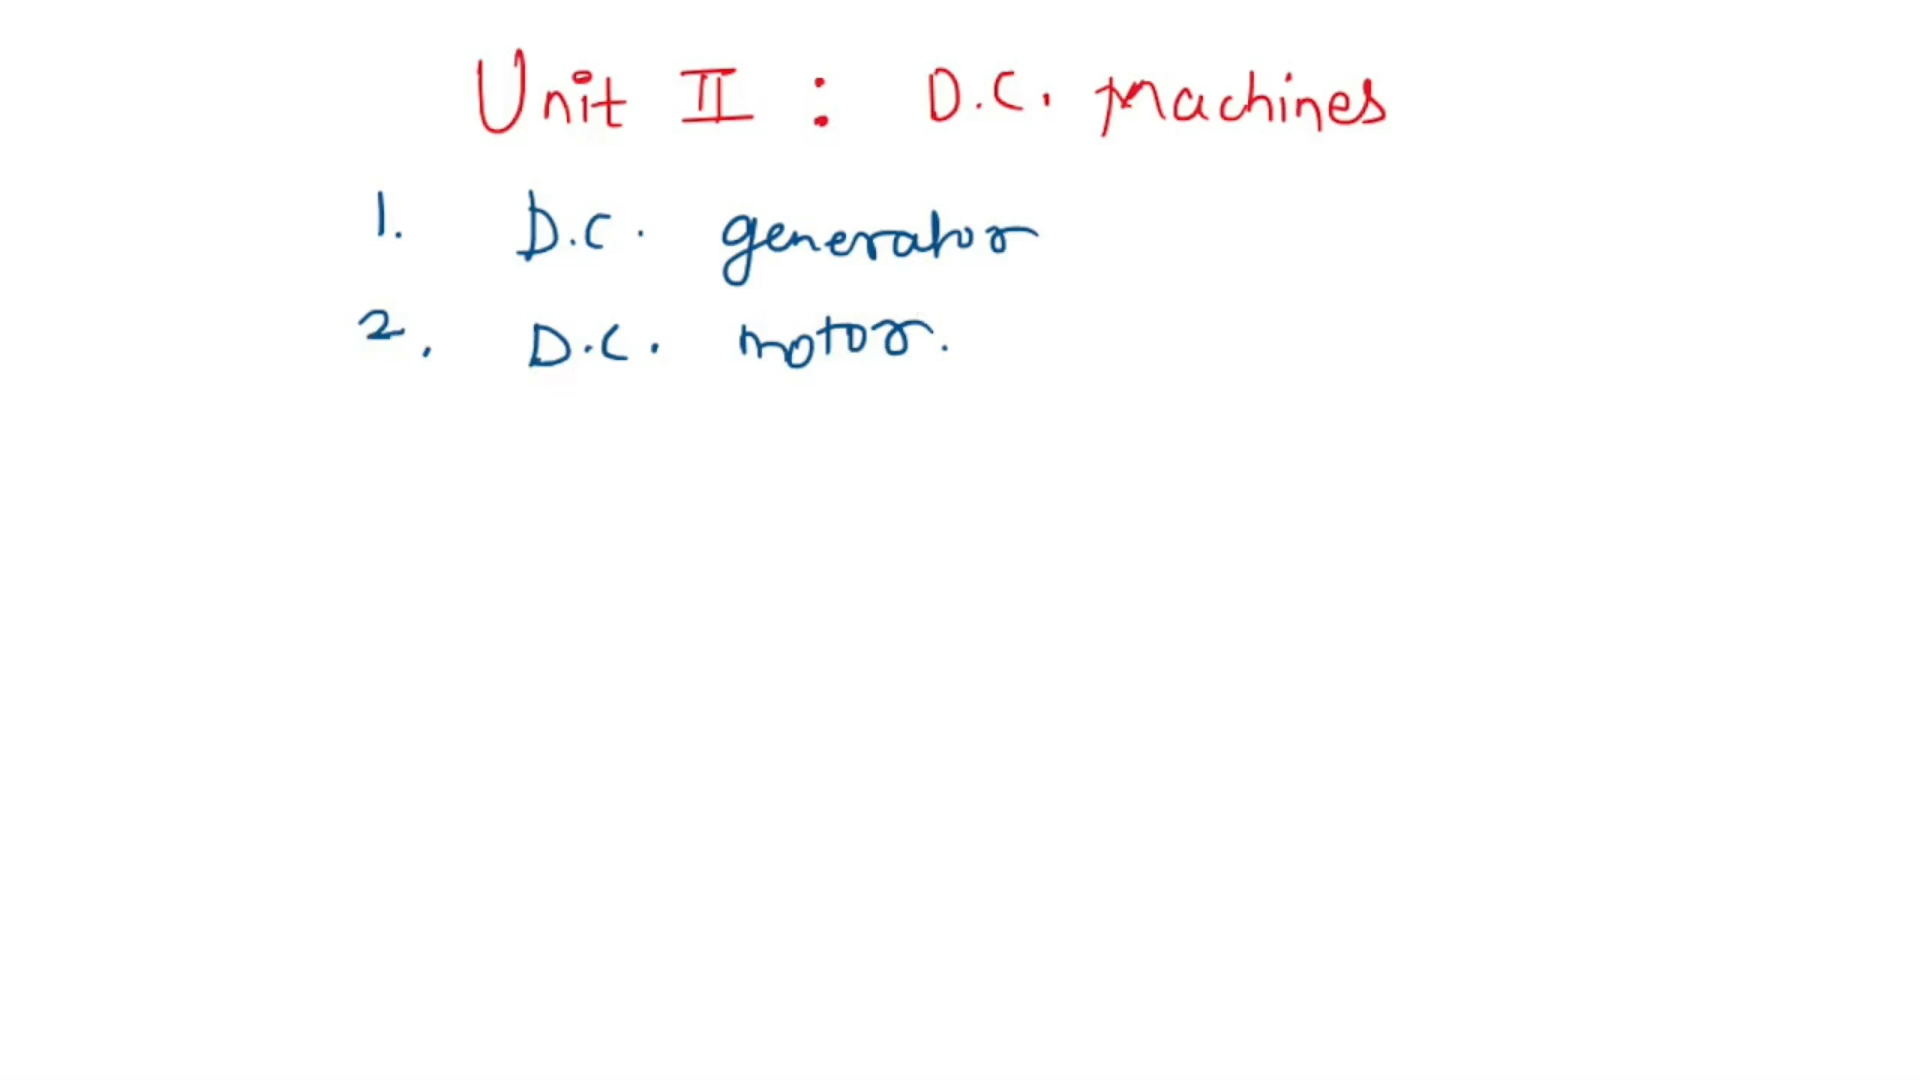 Unit II : D.C. Machines
1. D.C. generator
2. D.C. motor.